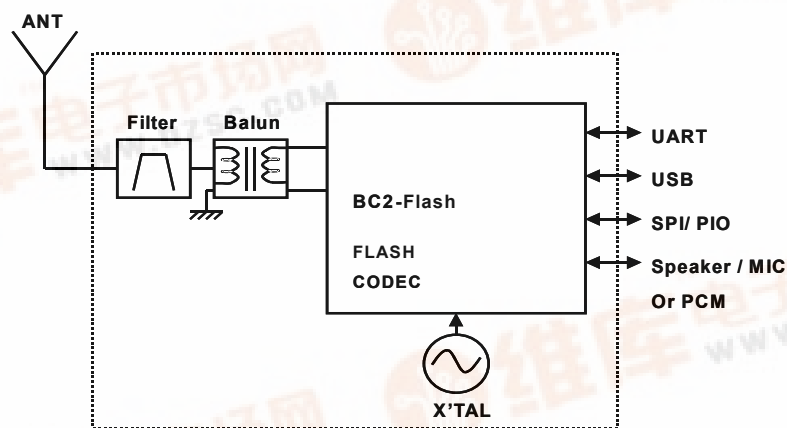 ANT
Filter
Balun
BC2-Flash
FLASH
CODEC
UART
USB
SPI/ PIO
Speaker / MIC
Or PCM
X'TAL